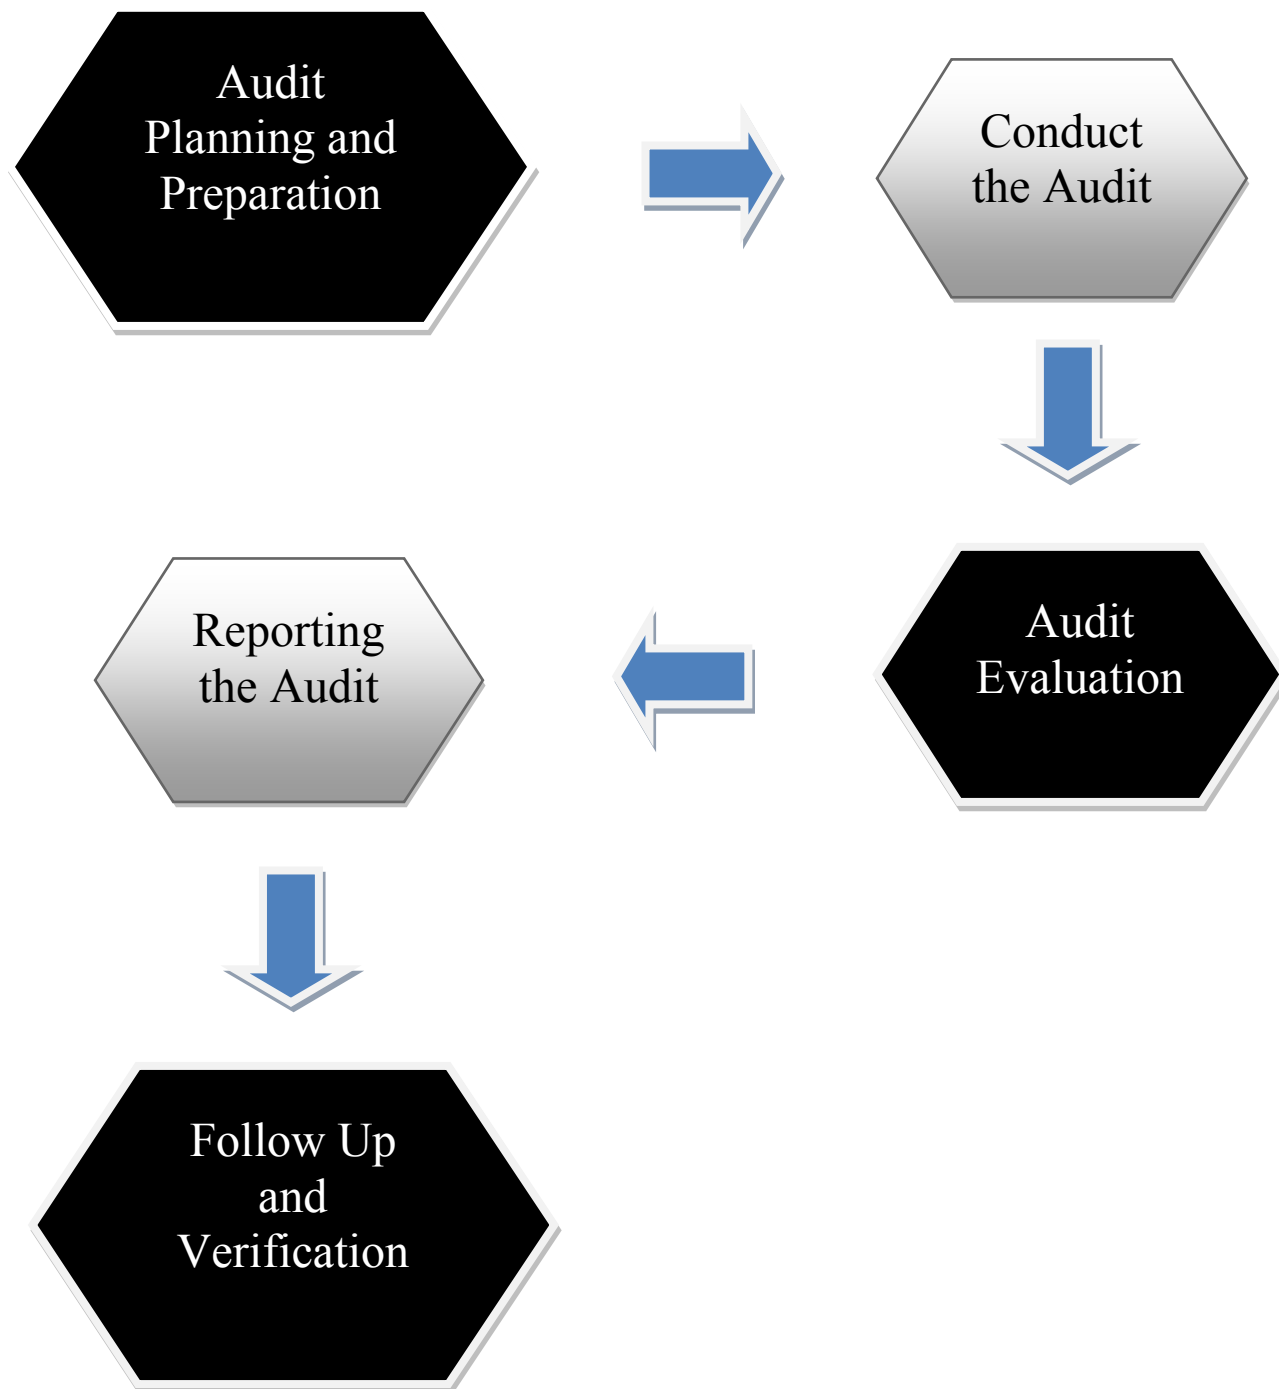 Audit
Planning and
Preparation
Conduct
the Audit
Audit
Evaluation
Reporting
the Audit
Follow Up
and
Verification